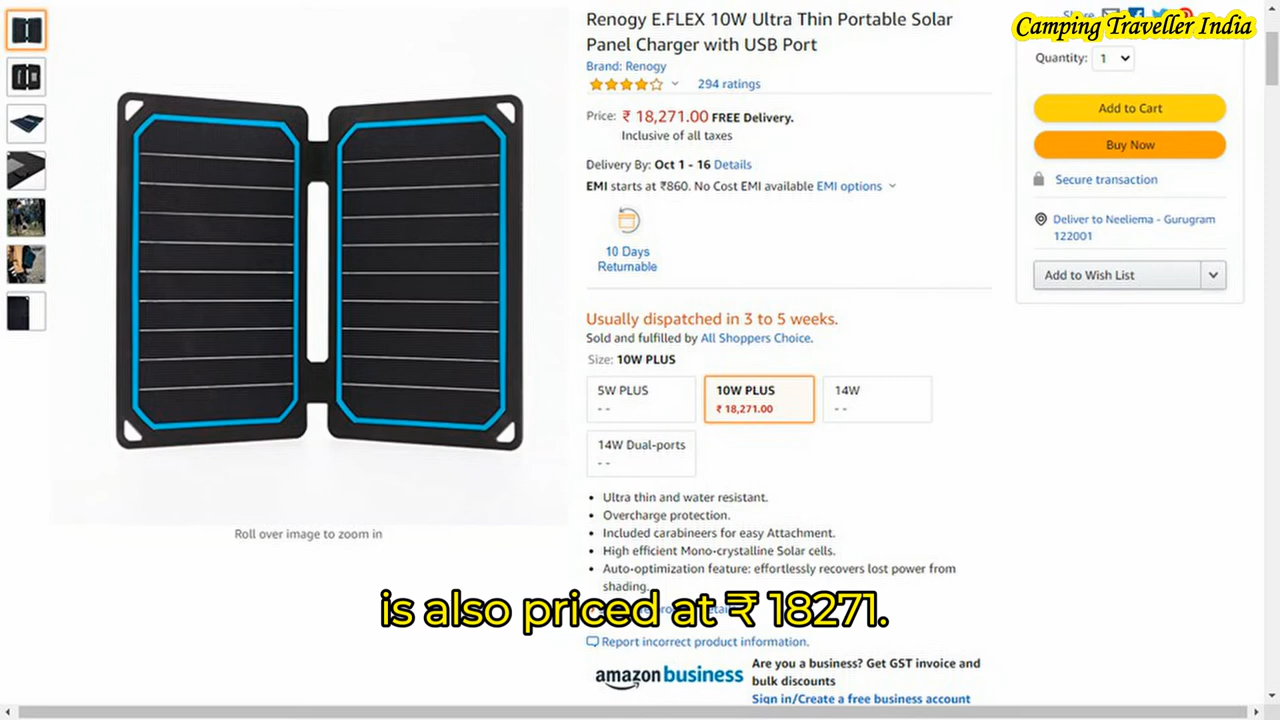 Renogy E.FLEX 10W Ultra Thin Portable Solar
Panel Charger with USB Port
Brand: Renogy
294 ratings
Price: ₹ 18,271.00 FREE Delivery.
Inclusive of all taxes
Delivery By: Oct 1 - 16 Details
EMI starts at ₹860. No Cost EMI available EMI options
10 Days
Returnable
Usually dispatched in 3 to 5 weeks.
Sold and fulfilled by All Shoppers Choice.
Size: 10W PLUS
5W PLUS
- -
10W PLUS
₹ 18,271.00
14W
- -
14W Dual-ports
- -
• Ultra thin and water resistant.
• Overcharge protection.
• Included carabineers for easy Attachment.
• High efficient Mono-crystalline Solar cells.
• Auto-optimization feature: effortlessly recovers lost power from
shading.
Report incorrect product information.
amazon business
Are you a business? Get GST invoice and
bulk discounts
Sign in/Create a free business account
Roll over image to zoom in
Share
Camping Traveller India
Quantity: 1
Add to Cart
Buy Now
Secure transaction
Deliver to Neeliema - Gurugram
122001
Add to Wish List
is also priced at ₹ 18271.